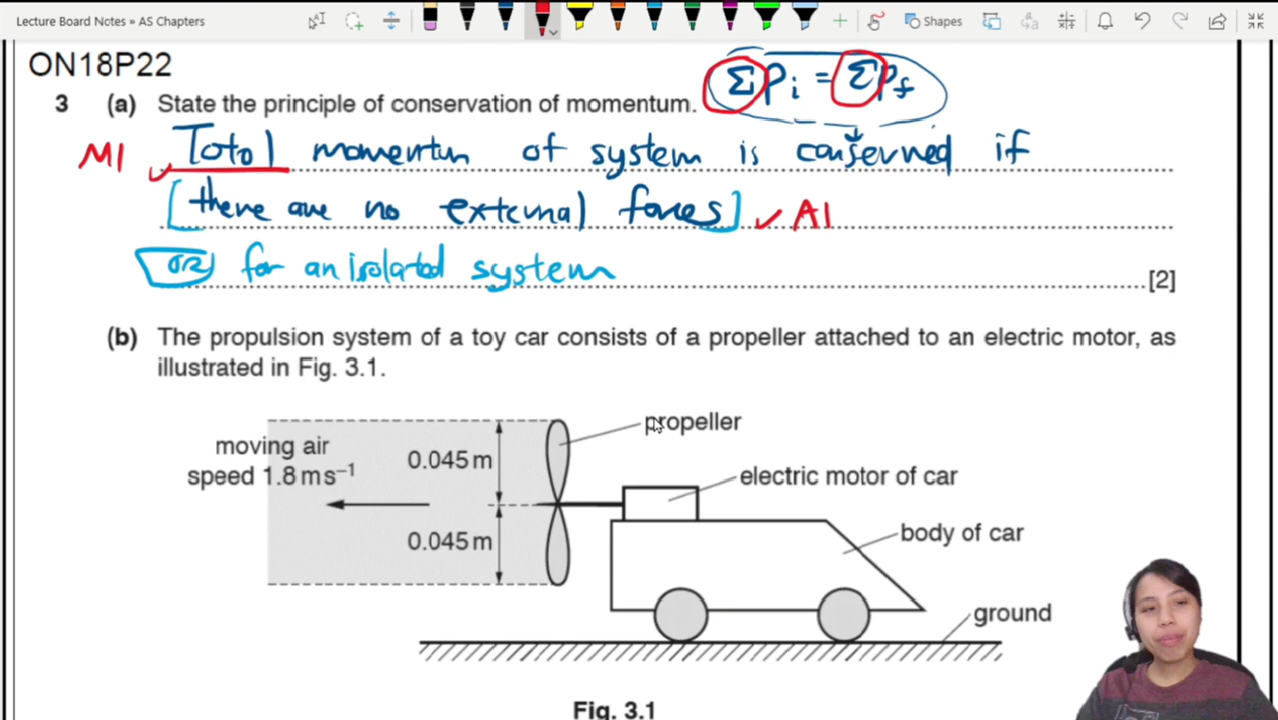 Lecture Board Notes » AS Chapters
Shapes
ON18P22
Σpi = Σpf
3 (a) State the principle of conservation of momentum.
M1 Total momentum of system is conserved if
[there are no external forces] ✓ A1
OR for an isolated system
[2]
(b) The propulsion system of a toy car consists of a propeller attached to an electric motor, as
illustrated in Fig. 3.1.
propeller
moving air
speed 1.8 m s⁻¹
0.045 m
electric motor of car
0.045 m
body of car
ground
Fig. 3.1